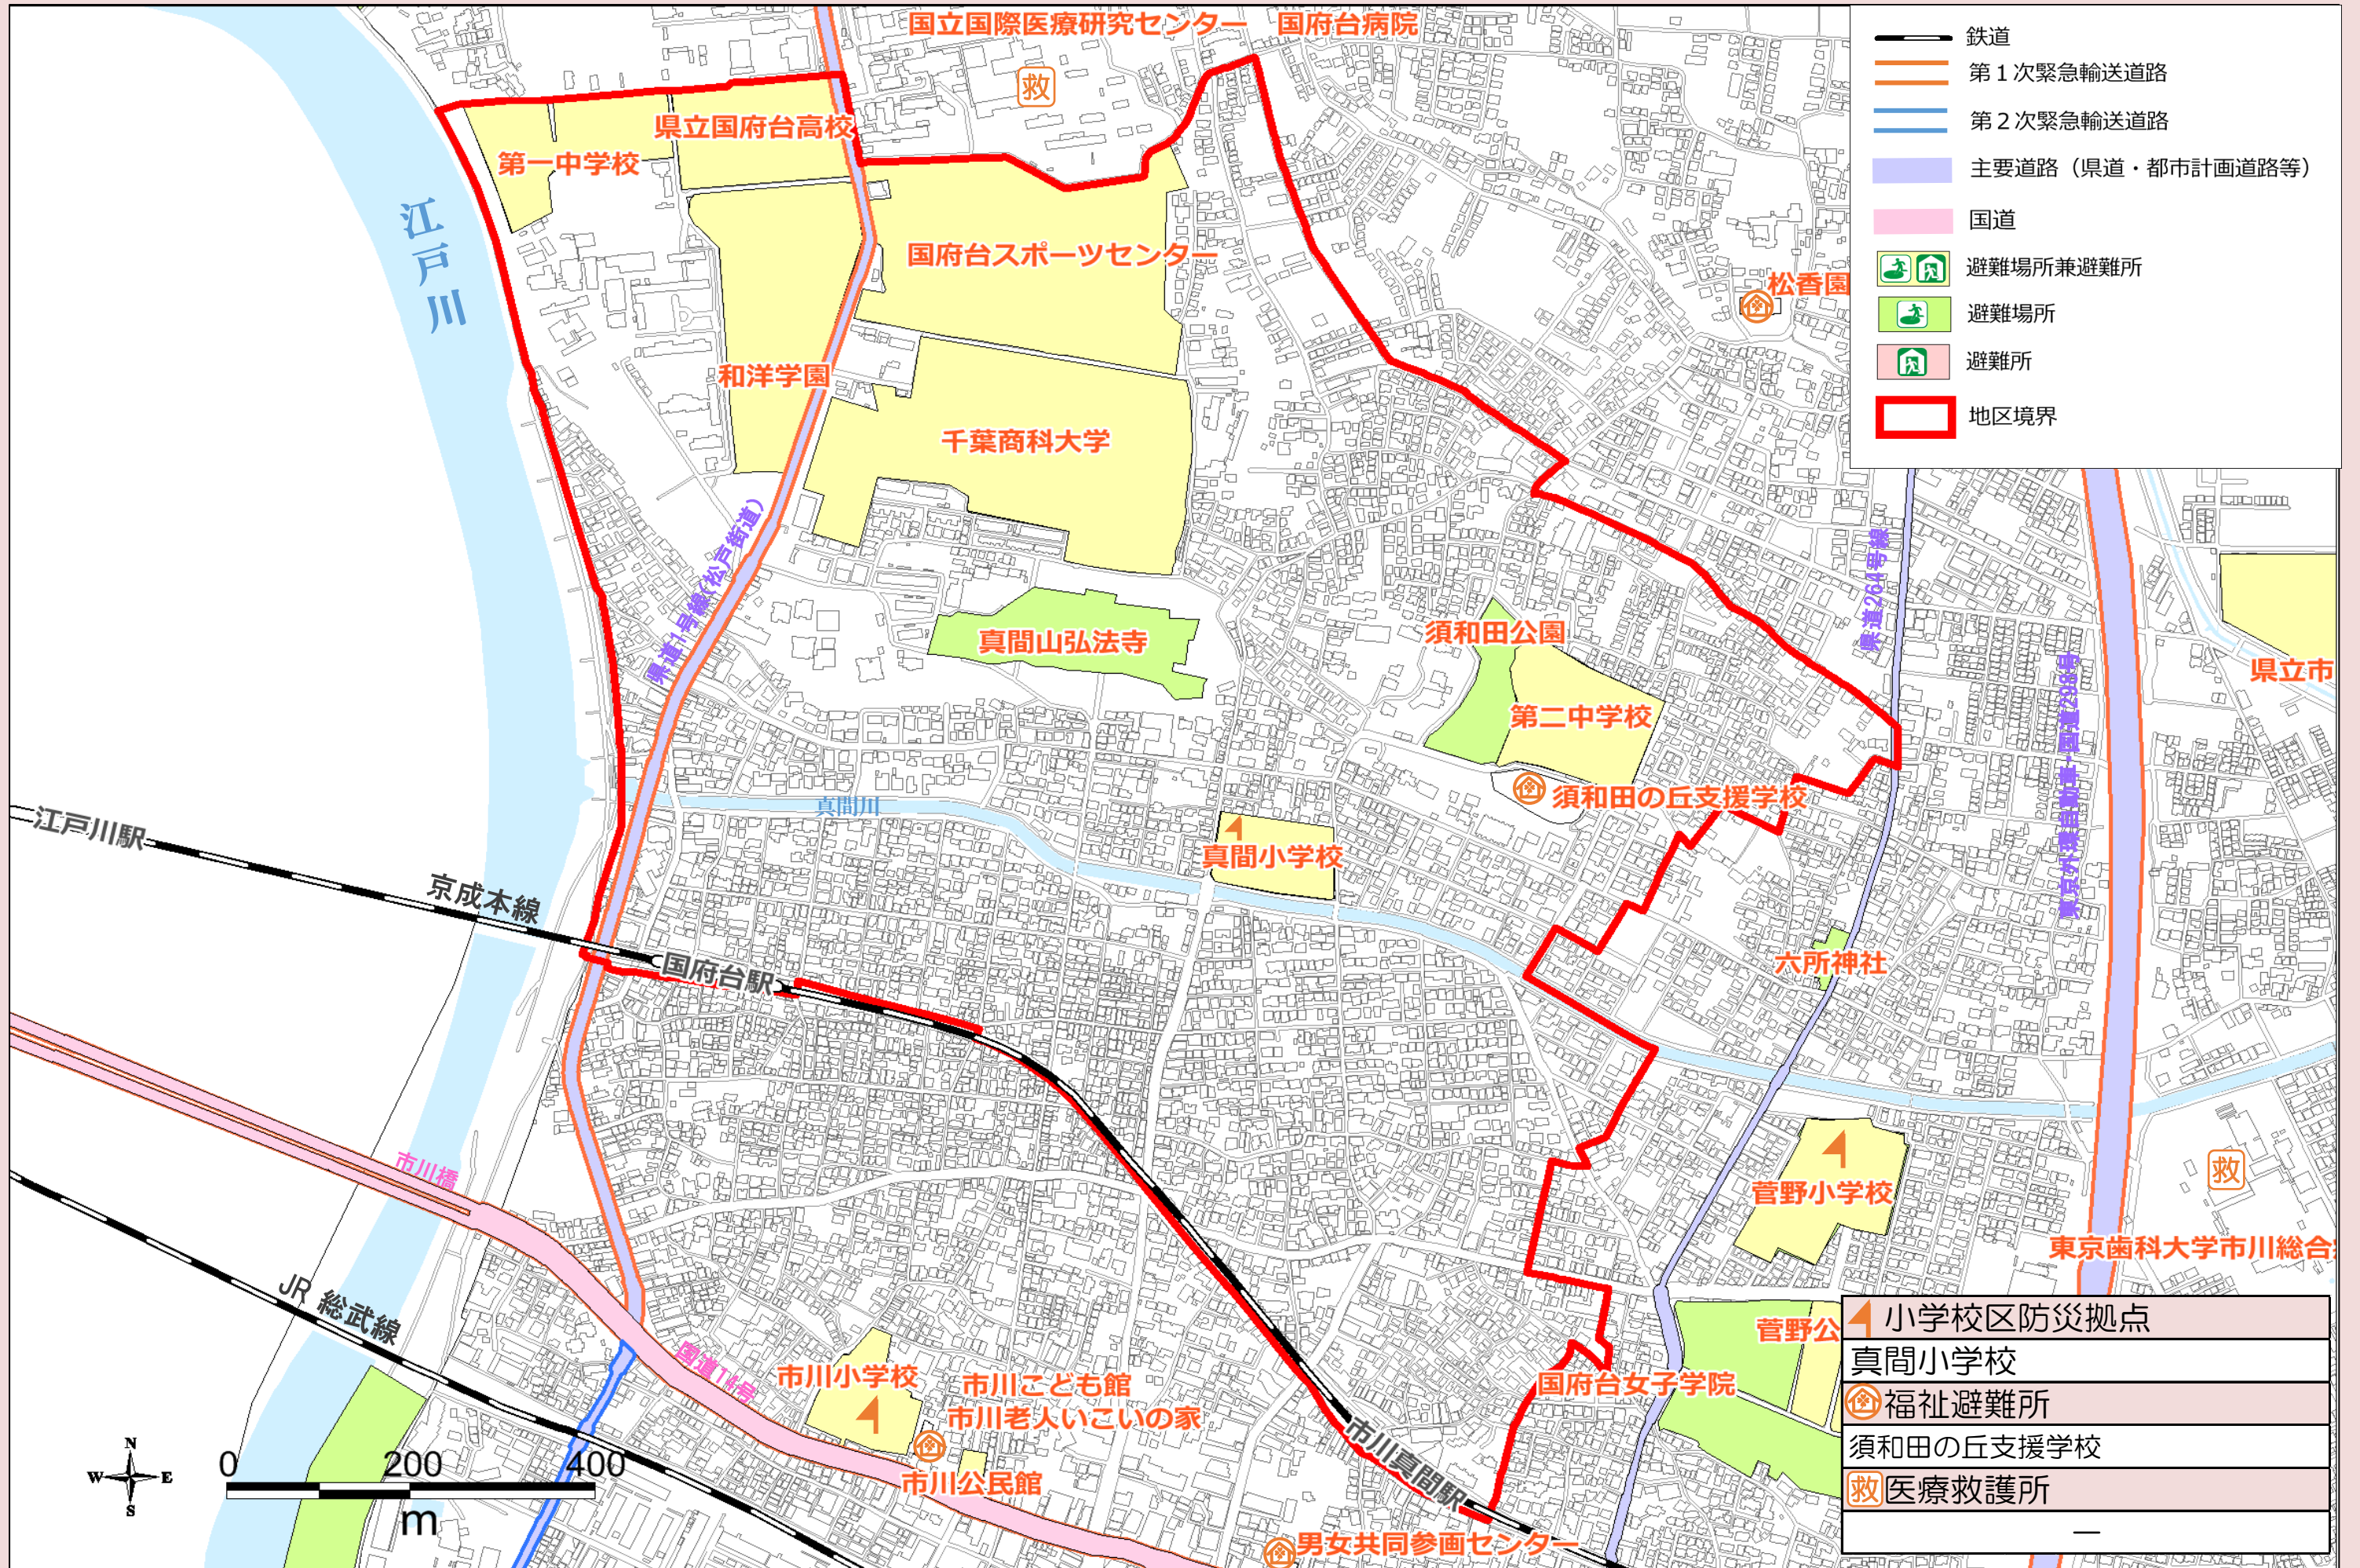 国立国際医療研究センター　国府台病院
救
県立国府台高校
第一中学校
江戸川
国府台スポーツセンター
松香園
和洋学園
千葉商科大学
県道1号線(松戸街道)
県道264号線
真間山弘法寺
須和田公園
第二中学校
県立市
須和田の丘支援学校
真間川
真間小学校
江戸川駅
京成本線
国府台駅
六所神社
市川橋
菅野小学校
救
東京歯科大学市川総合
JR 総武線
国道14号
市川小学校
市川こども館
市川老人いこいの家
市川公民館
国府台女子学院
菅野公
市川真間駅
男女共同参画センター
鉄道
第１次緊急輸送道路
第２次緊急輸送道路
主要道路（県道・都市計画道路等）
国道
避難場所兼避難所
避難場所
避難所
地区境界
小学校区防災拠点
真間小学校
福祉避難所
須和田の丘支援学校
救 医療救護所
―
N
W E
S
0 200 400
m